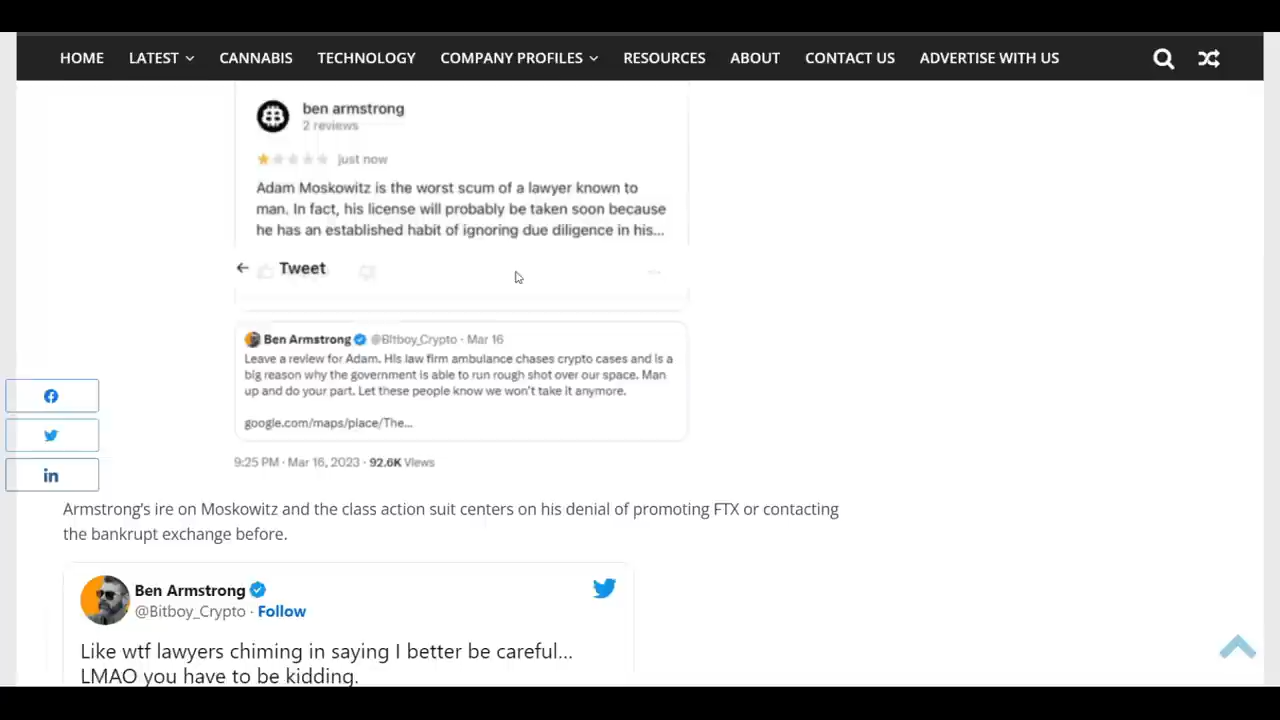 HOME LATEST CANNABIS TECHNOLOGY COMPANY PROFILES RESOURCES ABOUT CONTACT US ADVERTISE WITH US
ben armstrong
2 reviews
just now
Adam Moskowitz is the worst scum of a lawyer known to
man. In fact, his license will probably be taken soon because
he has an established habit of ignoring due diligence in his...
Tweet
Ben Armstrong @Bitboy_Crypto · Mar 16
Leave a review for Adam. His law firm ambulance chases crypto cases and is a
big reason why the government is able to run rough shot over our space. Man
up and do your part. Let these people know we won't take it anymore.
google.com/maps/place/The...
9:25 PM · Mar 16, 2023 · 92.6K Views
Armstrong's ire on Moskowitz and the class action suit centers on his denial of promoting FTX or contacting
the bankrupt exchange before.
Ben Armstrong
@Bitboy_Crypto · Follow
Like wtf lawyers chiming in saying I better be careful...
LMAO you have to be kidding.